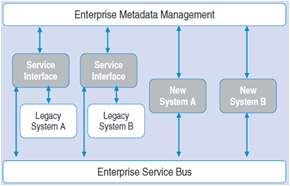 Enterprise Metadata Management
Service
Interface
Service
Interface
New
System A
New
System B
Legacy
System A
Legacy
System B
Enterprise Service Bus